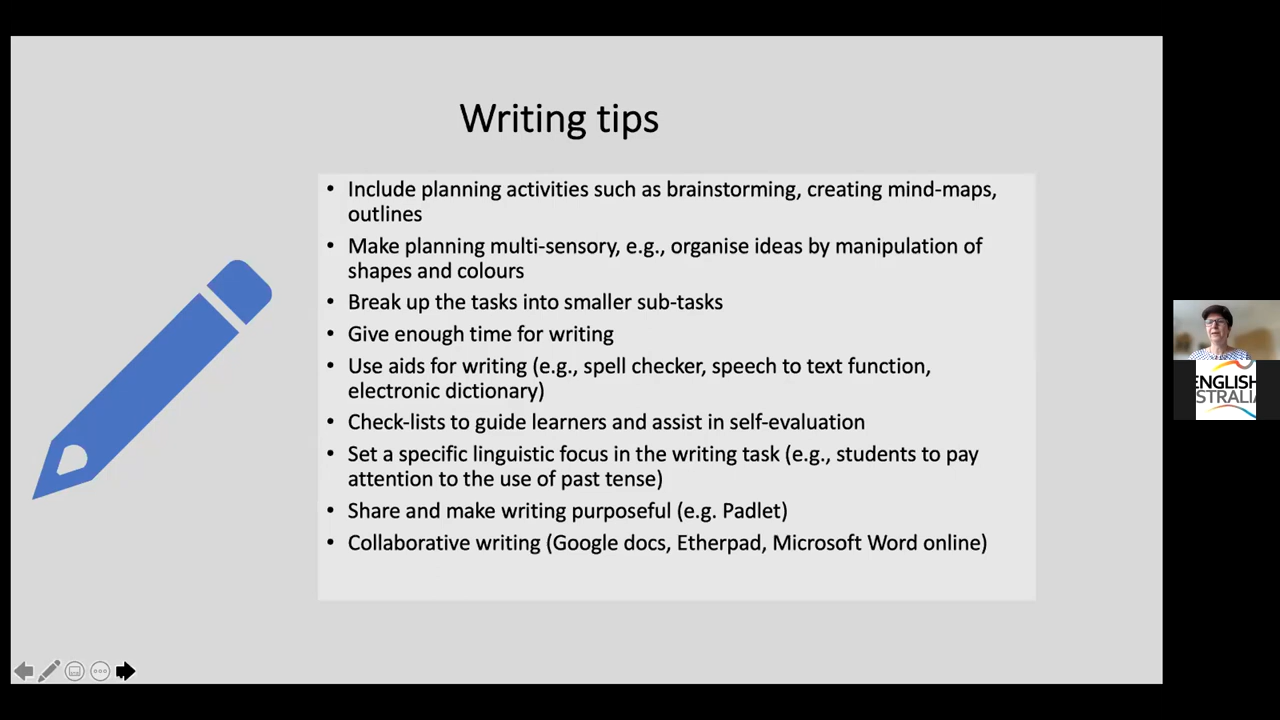 Writing tips
• Include planning activities such as brainstorming, creating mind-maps,
outlines
• Make planning multi-sensory, e.g., organise ideas by manipulation of
shapes and colours
• Break up the tasks into smaller sub-tasks
• Give enough time for writing
• Use aids for writing (e.g., spell checker, speech to text function,
electronic dictionary)
• Check-lists to guide learners and assist in self-evaluation
• Set a specific linguistic focus in the writing task (e.g., students to pay
attention to the use of past tense)
• Share and make writing purposeful (e.g. Padlet)
• Collaborative writing (Google docs, Etherpad, Microsoft Word online)
ENGLISH
STRALIA